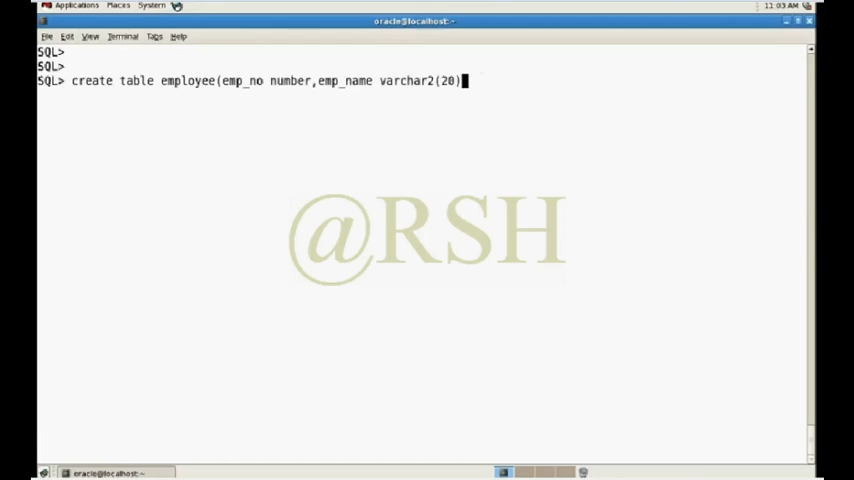 Applications Places System 11:03 AM
oracle@localhost:~
File Edit View Terminal Tabs Help
SQL>
SQL>
SQL> create table employee(emp_no number,emp_name varchar2(20)
@RSH
oracle@localhost:~